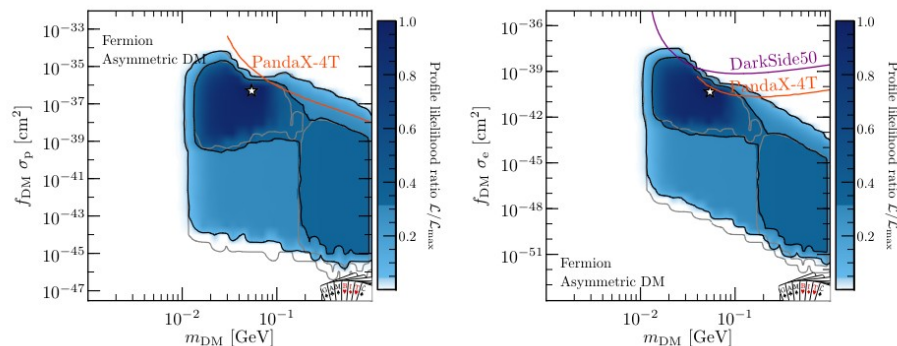 10⁻³³
10⁻³⁵
10⁻³⁷
10⁻³⁹
10⁻⁴¹
10⁻⁴³
10⁻⁴⁵
10⁻⁴⁷
f_DM σ_p [cm²]
Fermion
Asymmetric DM
PandaX-4T
10⁻² 10⁻¹
m_DM [GeV]
1.0
0.8
0.6
0.4
0.2
Profile likelihood ratio ℒ/ℒ_max
10⁻³⁶
10⁻³⁹
10⁻⁴²
10⁻⁴⁵
10⁻⁴⁸
10⁻⁵¹
f_DM σ_e [cm²]
DarkSide50
PandaX-4T
Fermion
Asymmetric DM
10⁻² 10⁻¹
m_DM [GeV]
1.0
0.8
0.6
0.4
0.2
Profile likelihood ratio ℒ/ℒ_max